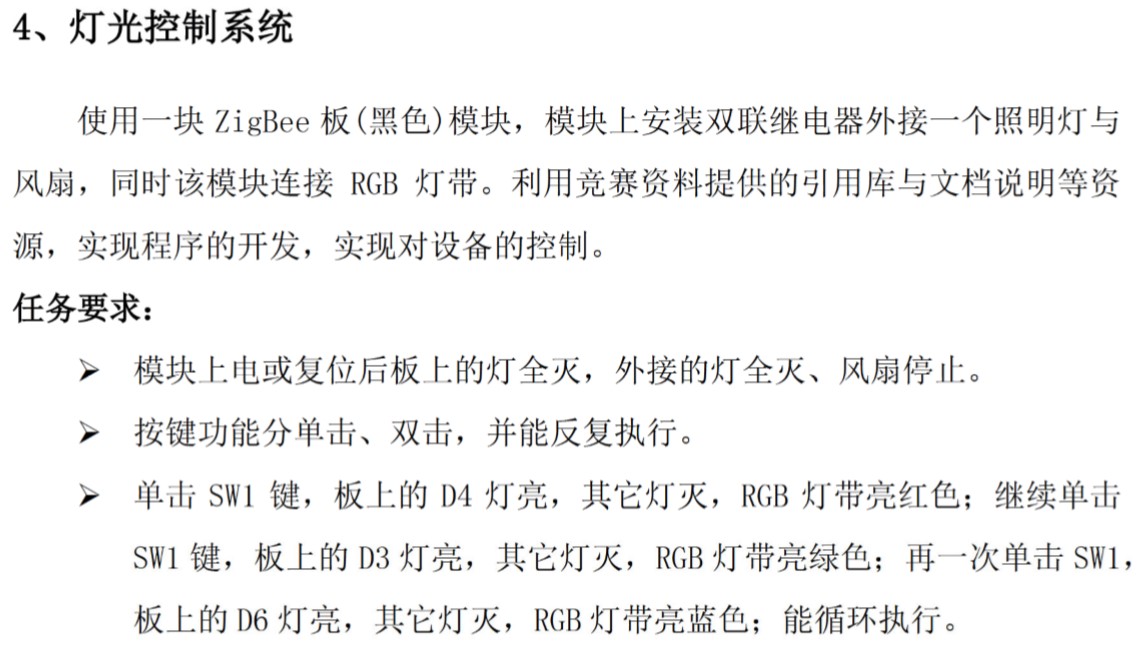 4、灯光控制系统
使用一块 ZigBee 板(黑色)模块，模块上安装双联继电器外接一个照明灯与
风扇，同时该模块连接 RGB 灯带。利用竞赛资料提供的引用库与文档说明等资
源，实现程序的开发，实现对设备的控制。
任务要求：
➢ 模块上电或复位后板上的灯全灭，外接的灯全灭、风扇停止。
➢ 按键功能分单击、双击，并能反复执行。
➢ 单击 SW1 键，板上的 D4 灯亮，其它灯灭，RGB 灯带亮红色；继续单击
SW1 键，板上的 D3 灯亮，其它灯灭，RGB 灯带亮绿色；再一次单击 SW1，
板上的 D6 灯亮，其它灯灭，RGB 灯带亮蓝色；能循环执行。